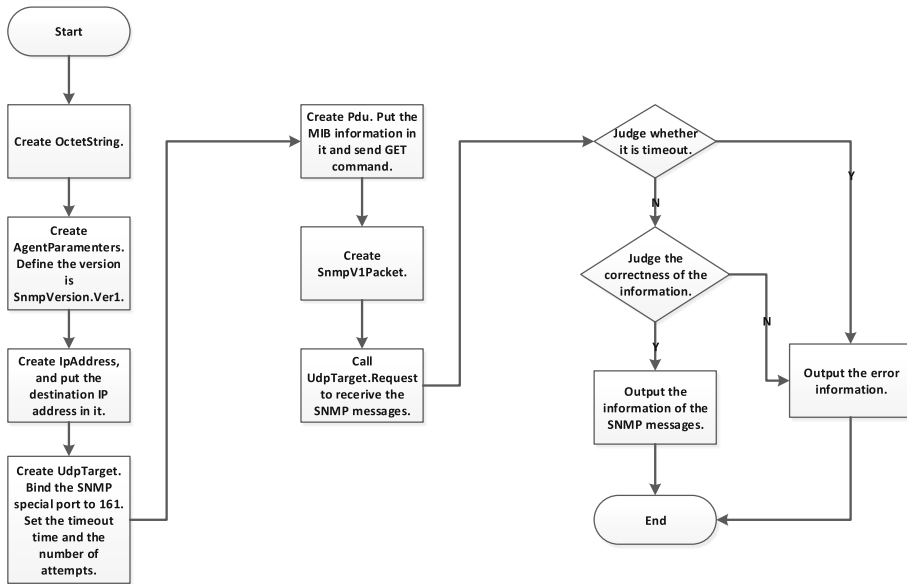 Start
Create OctetString.
Create
AgentParamenters.
Define the version
is
SnmpVersion.Ver1.
Create IpAddress,
and put the
destination IP
address in it.
Create UdpTarget.
Bind the SNMP
special port to 161.
Set the timeout
time and the
number of
attempts.
Create Pdu. Put the
MIB information in
it and send GET
command.
Create
SnmpV1Packet.
Call
UdpTarget.Request
to recerive the
SNMP messages.
Judge whether
it is timeout.
Y
N
Judge the
correctness of the
information.
N
Y
Output the
information of the
SNMP messages.
Output the error
information.
End